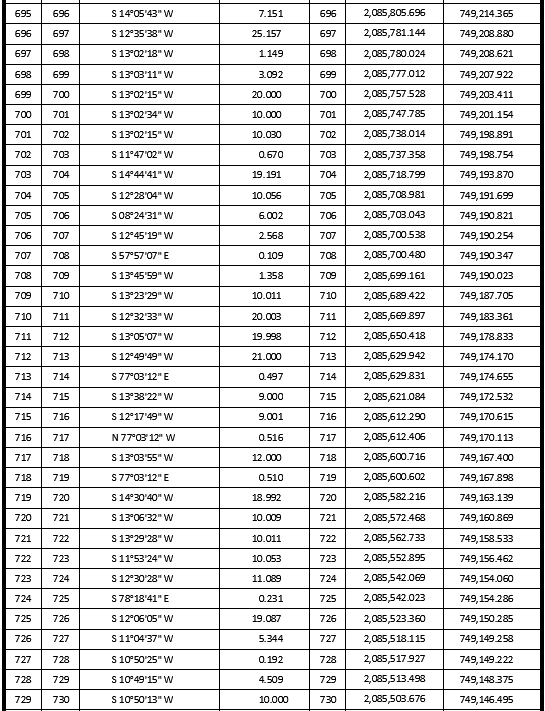 695 696 S 14°05'43" W 7.151 696 2,085,805.696 749,214.365
696 697 S 12°35'38" W 25.157 697 2,085,781.144 749,208.880
697 698 S 13°02'18" W 1.149 698 2,085,780.024 749,208.621
698 699 S 13°03'11" W 3.092 699 2,085,777.012 749,207.922
699 700 S 13°02'15" W 20.000 700 2,085,757.528 749,203.411
700 701 S 13°02'34" W 10.000 701 2,085,747.785 749,201.154
701 702 S 13°02'15" W 10.030 702 2,085,738.014 749,198.891
702 703 S 11°47'02" W 0.670 703 2,085,737.358 749,198.754
703 704 S 14°44'41" W 19.191 704 2,085,718.799 749,193.870
704 705 S 12°28'04" W 10.056 705 2,085,708.981 749,191.699
705 706 S 08°24'31" W 6.002 706 2,085,703.043 749,190.821
706 707 S 12°45'19" W 2.568 707 2,085,700.538 749,190.254
707 708 S 57°57'07" E 0.109 708 2,085,700.480 749,190.347
708 709 S 13°45'59" W 1.358 709 2,085,699.161 749,190.023
709 710 S 13°23'29" W 10.011 710 2,085,689.422 749,187.705
710 711 S 12°32'33" W 20.003 711 2,085,669.897 749,183.361
711 712 S 13°05'07" W 19.998 712 2,085,650.418 749,178.833
712 713 S 12°49'49" W 21.000 713 2,085,629.942 749,174.170
713 714 S 77°03'12" E 0.497 714 2,085,629.831 749,174.655
714 715 S 13°38'22" W 9.000 715 2,085,621.084 749,172.532
715 716 S 12°17'49" W 9.001 716 2,085,612.290 749,170.615
716 717 N 77°03'12" W 0.516 717 2,085,612.406 749,170.113
717 718 S 13°03'55" W 12.000 718 2,085,600.716 749,167.400
718 719 S 77°03'12" E 0.510 719 2,085,600.602 749,167.898
719 720 S 14°30'40" W 18.992 720 2,085,582.216 749,163.139
720 721 S 13°06'32" W 10.009 721 2,085,572.468 749,160.869
721 722 S 13°29'28" W 10.011 722 2,085,562.733 749,158.533
722 723 S 11°53'24" W 10.053 723 2,085,552.895 749,156.462
723 724 S 12°30'28" W 11.089 724 2,085,542.069 749,154.060
724 725 S 78°18'41" E 0.231 725 2,085,542.023 749,154.286
725 726 S 12°06'05" W 19.087 726 2,085,523.360 749,150.285
726 727 S 11°04'37" W 5.344 727 2,085,518.115 749,149.258
727 728 S 10°50'25" W 0.192 728 2,085,517.927 749,149.222
728 729 S 10°49'15" W 4.509 729 2,085,513.498 749,148.375
729 730 S 10°50'13" W 10.000 730 2,085,503.676 749,146.495